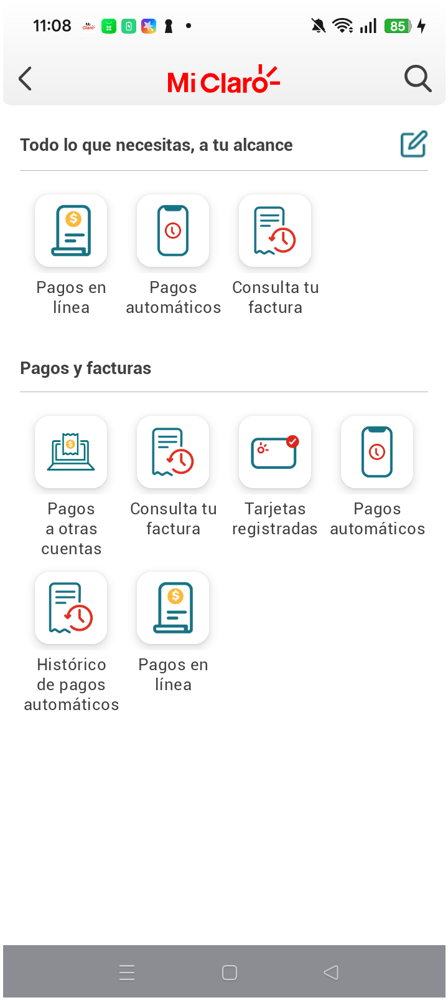 11:08
Mi
Claro
85
Mi Claro
Todo lo que necesitas, a tu alcance
$
Pagos en
línea
Pagos
automáticos
Consulta tu
factura
Pagos y facturas
$
Pagos
a otras
cuentas
Consulta tu
factura
Tarjetas
registradas
Pagos
automáticos
Histórico
de pagos
automáticos
$
Pagos en
línea